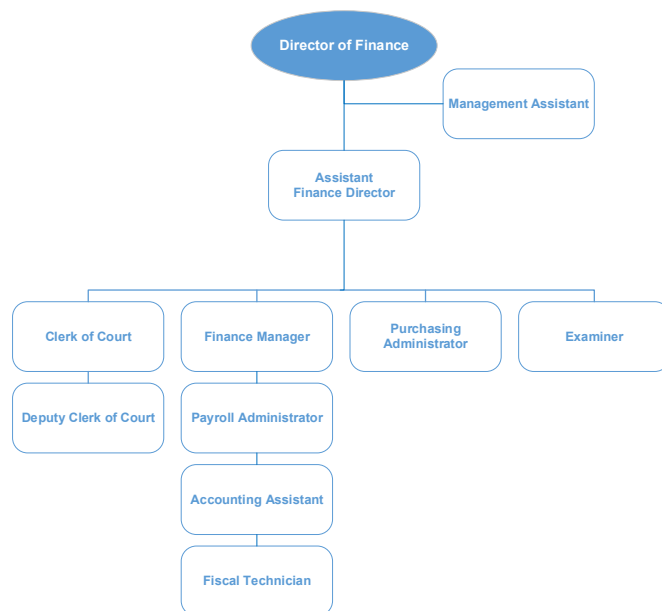 Director of Finance
Management Assistant
Assistant
Finance Director
Clerk of Court
Finance Manager
Purchasing
Administrator
Examiner
Deputy Clerk of Court
Payroll Administrator
Accounting Assistant
Fiscal Technician